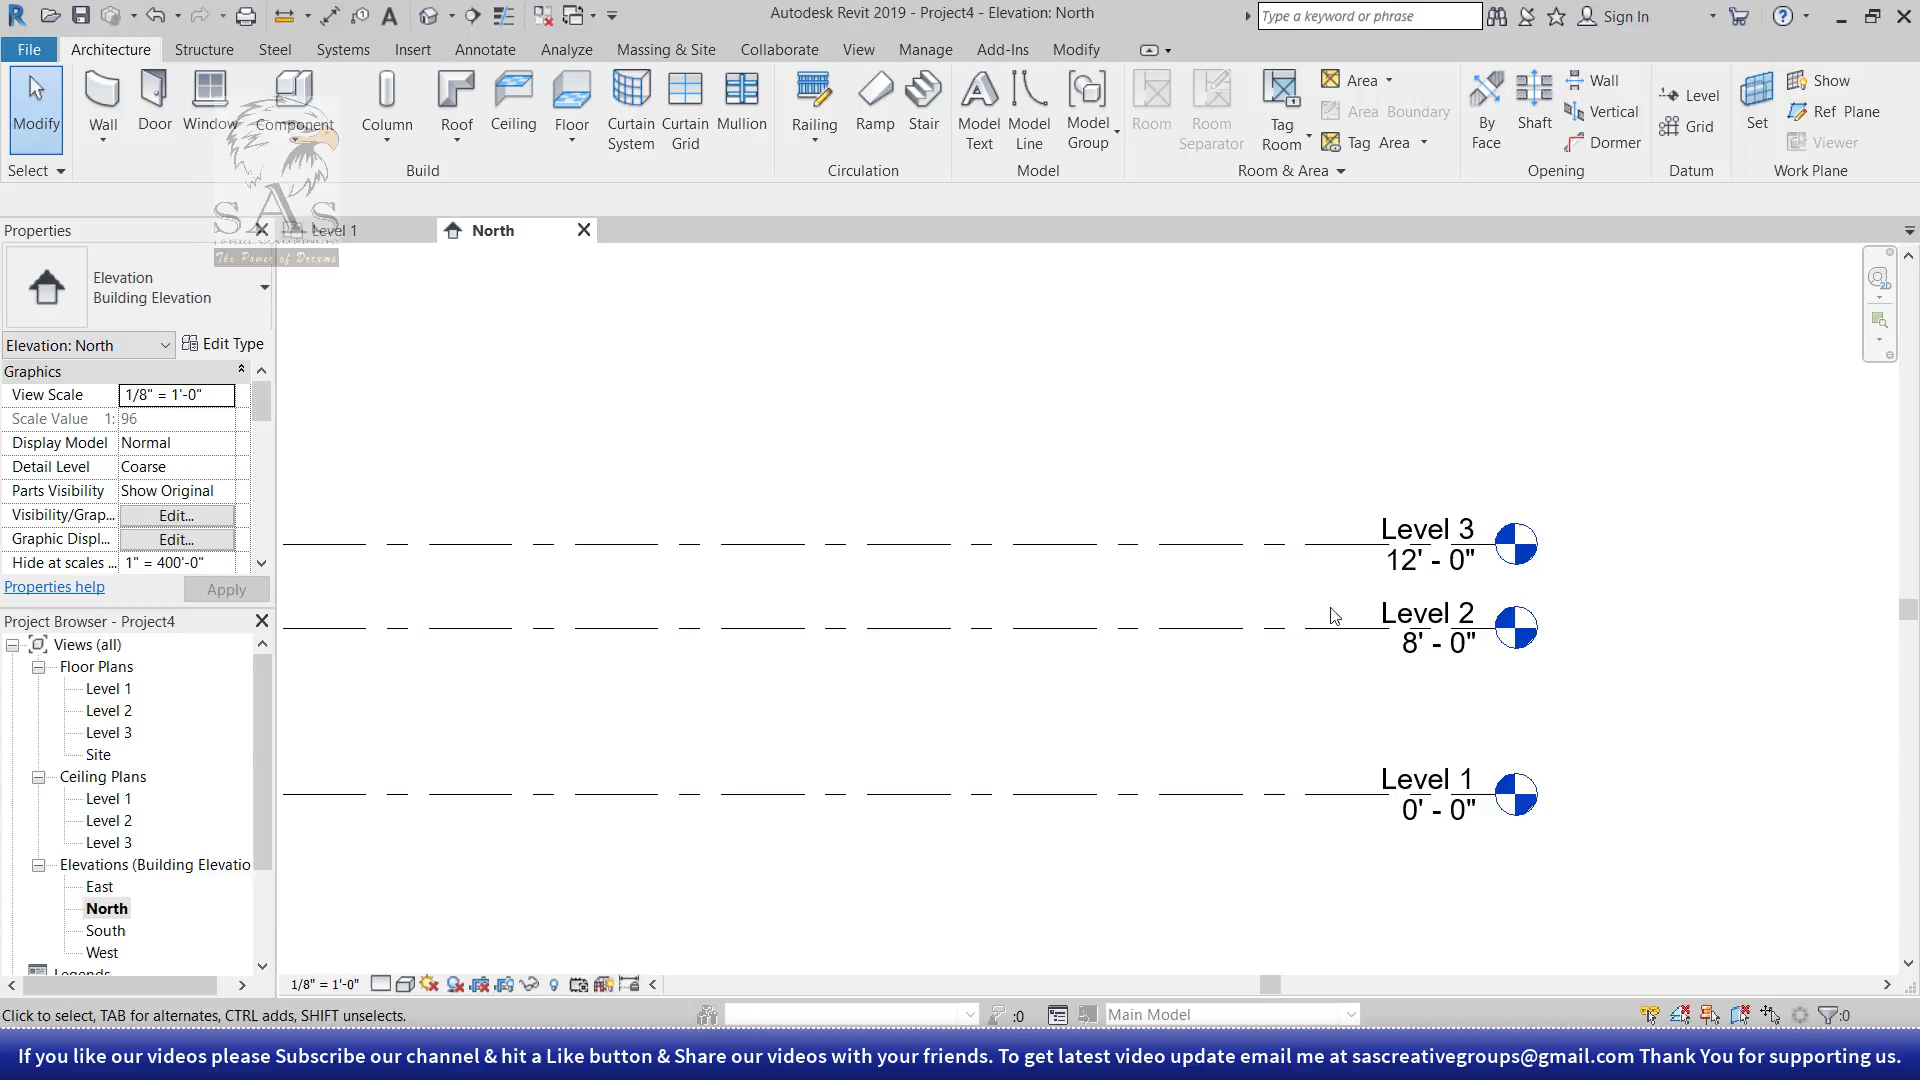 Autodesk Revit 2019 - Project4 - Elevation: North
Type a keyword or phrase
Sign In
File Architecture Structure Steel Systems Insert Annotate Analyze Massing & Site Collaborate View Manage Add-Ins Modify
Modify
Wall
Door
Window
Component
Column
Roof
Ceiling
Floor
Curtain System
Curtain Grid
Mullion
Railing
Ramp
Stair
Model Text
Model Line
Model Group
Room
Room Separator
Tag Room
Area
Area Boundary
Tag Area
By Face
Shaft
Wall
Vertical
Dormer
Level
Grid
Set
Show
Ref Plane
Viewer
Select
Build
Circulation
Model
Room & Area
Opening
Datum
Work Plane
SAS
The Power of Dreams
Properties
Level 1
North
Elevation
Building Elevation
Elevation: North
Edit Type
Graphics
View Scale 1/8" = 1'-0"
Scale Value 1: 96
Display Model Normal
Detail Level Coarse
Parts Visibility Show Original
Visibility/Grap... Edit...
Graphic Displ... Edit...
Hide at scales ... 1" = 400'-0"
Properties help
Apply
Project Browser - Project4
Views (all)
Floor Plans
Level 1
Level 2
Level 3
Site
Ceiling Plans
Level 1
Level 2
Level 3
Elevations (Building Elevatio
East
North
South
West
Legends
2D
Level 3
12' - 0"
Level 2
8' - 0"
Level 1
0' - 0"
1/8" = 1'-0"
Click to select, TAB for alternates, CTRL adds, SHIFT unselects.
:0
Main Model
:0
If you like our videos please Subscribe our channel & hit a Like button & Share our videos with your friends. To get latest video update email me at sascreativegroups@gmail.com Thank You for supporting us.